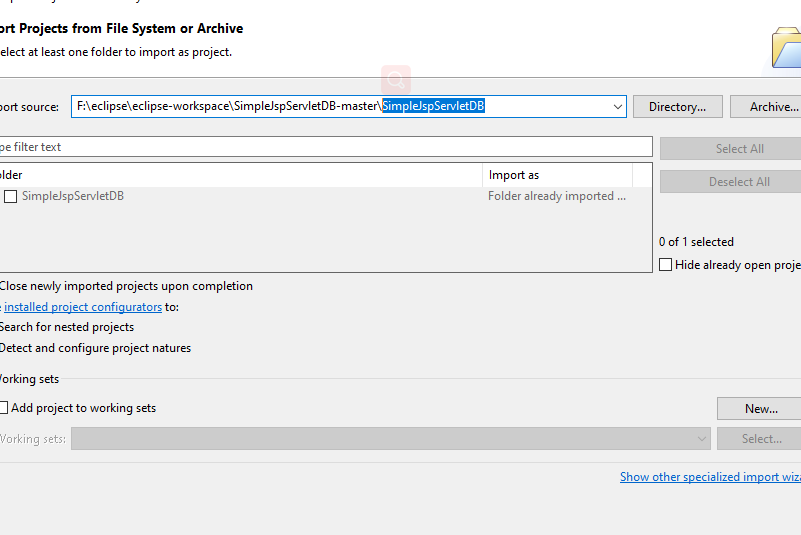 ort Projects from File System or Archive
elect at least one folder to import as project.
port source: F:\eclipse\eclipse-workspace\SimpleJspServletDB-master\SimpleJspServletDB Directory... Archive...
pe filter text Select All
older Import as Deselect All
SimpleJspServletDB Folder already imported ...
0 of 1 selected
Hide already open proje
Close newly imported projects upon completion
installed project configurators to:
Search for nested projects
Detect and configure project natures
Working sets
Add project to working sets New...
Working sets: Select...
Show other specialized import wiza